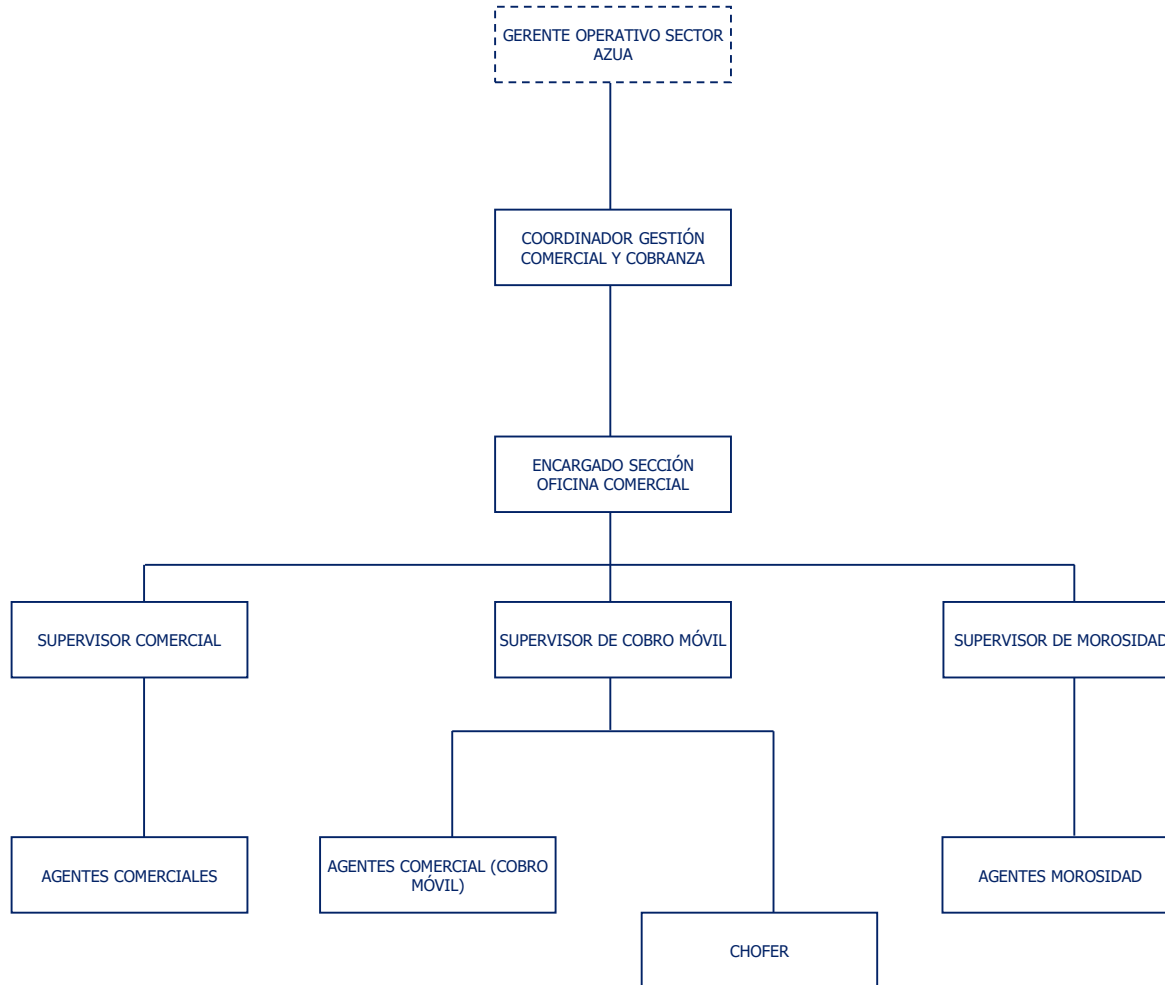 GERENTE OPERATIVO SECTOR
AZUA
COORDINADOR GESTIÓN
COMERCIAL Y COBRANZA
ENCARGADO SECCIÓN
OFICINA COMERCIAL
SUPERVISOR COMERCIAL
SUPERVISOR DE COBRO MÓVIL
SUPERVISOR DE MOROSIDAD
AGENTES COMERCIALES
AGENTES COMERCIAL (COBRO
MÓVIL)
AGENTES MOROSIDAD
CHOFER